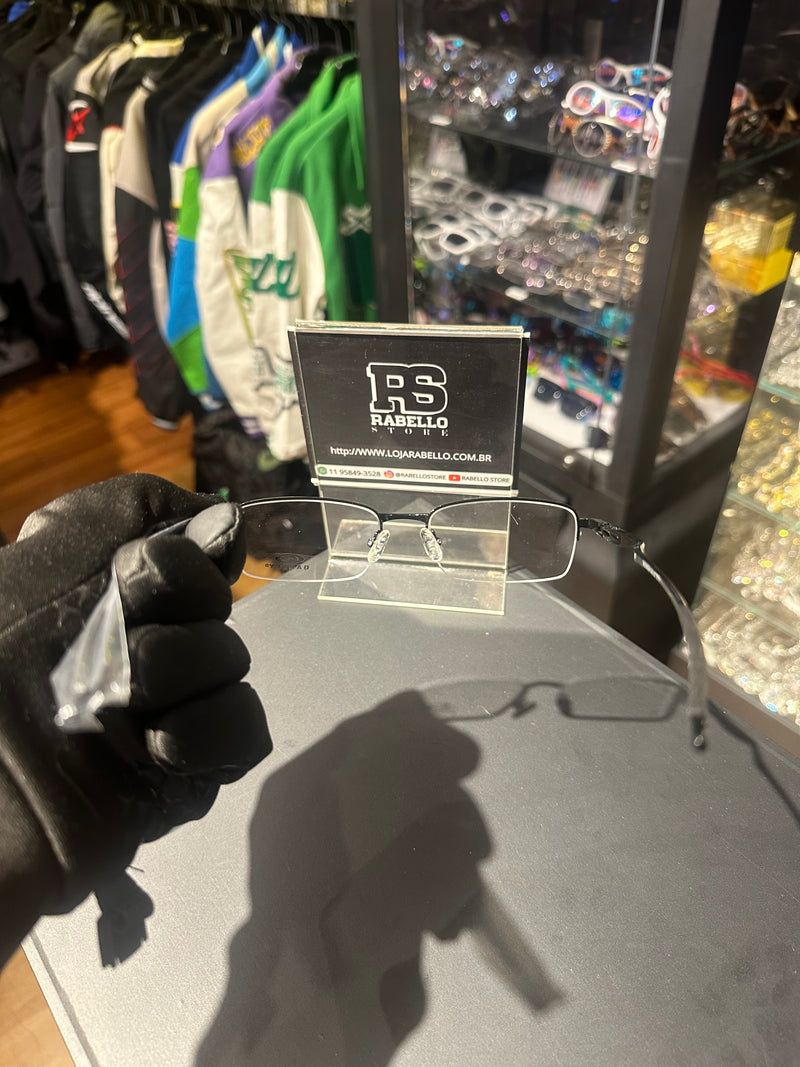 RS
RABELLO
STORE
http://WWW.LOJARABELLO.COM.BR
11 95849-3528 @RABELLOSTORE RABELLO STORE